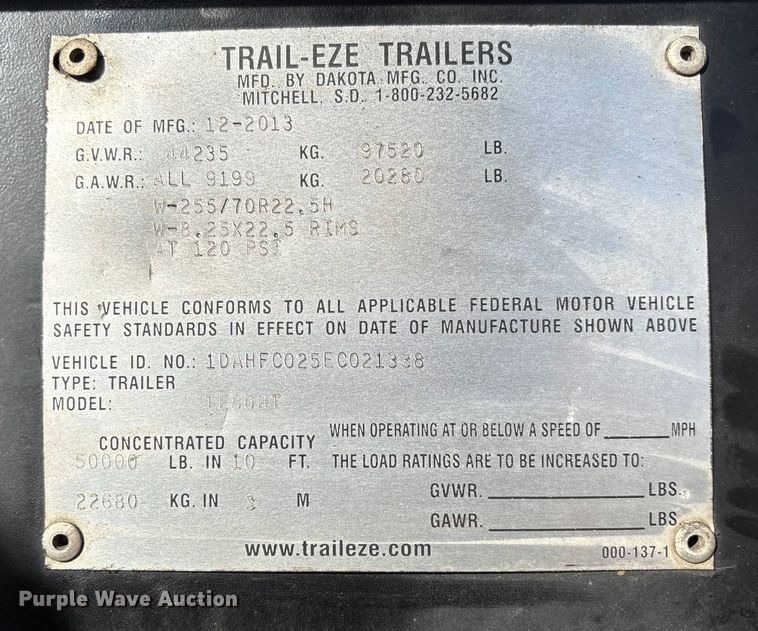 TRAIL-EZE TRAILERS
MFD. BY DAKOTA MFG. CO. INC.
MITCHELL, S.D. 1-800-232-5682
DATE OF MFG.: 12-2013
G.V.W.R.: 44235 KG. 97520 LB.
G.A.W.R.: ALL 9199 KG. 20280 LB.
W-255/70R22.5H
W-8.25X22.5 RIMS
AT 120 PSI
THIS VEHICLE CONFORMS TO ALL APPLICABLE FEDERAL MOTOR VEHICLE
SAFETY STANDARDS IN EFFECT ON DATE OF MANUFACTURE SHOWN ABOVE
VEHICLE ID. NO.: 1DAHFC025EC021338
TYPE: TRAILER
MODEL:
CONCENTRATED CAPACITY WHEN OPERATING AT OR BELOW A SPEED OF ______ MPH
50000 LB. IN 10 FT. THE LOAD RATINGS ARE TO BE INCREASED TO:
GVWR. ______ LBS.
22680 KG. IN 3 M
GAWR. ______ LBS.
www.traileze.com 000-137-1
Purple Wave Auction